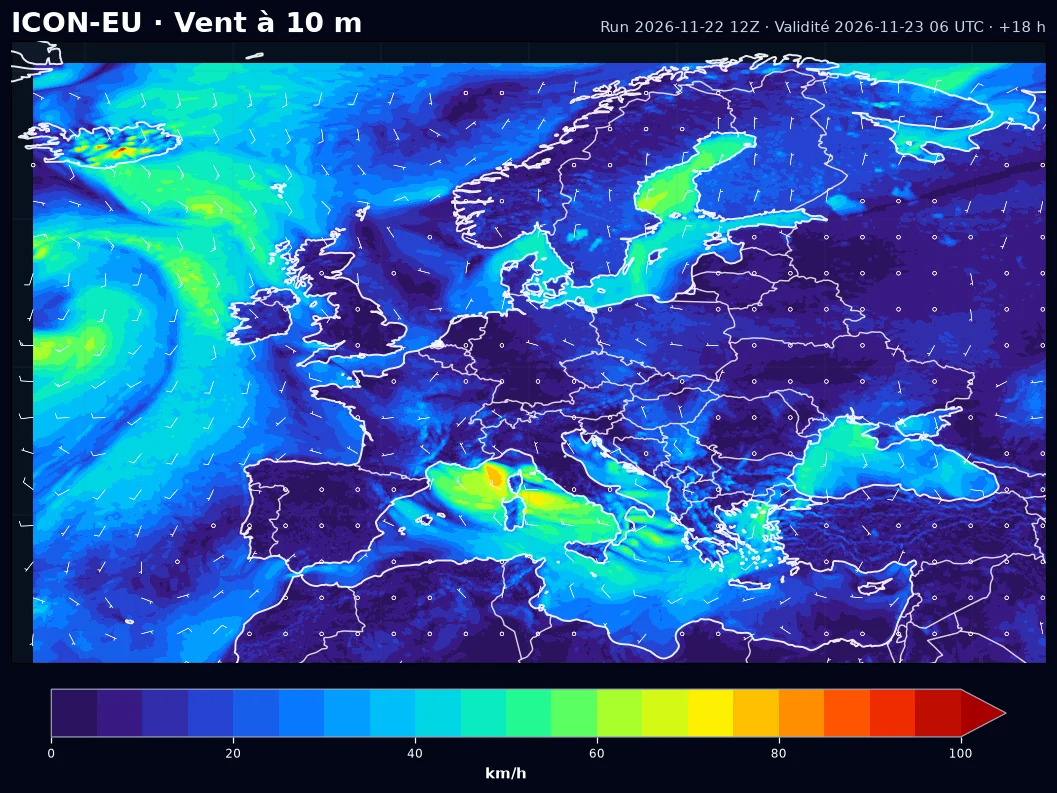 ICON-EU · Vent à 10 m
Run 2026-11-22 12Z · Validité 2026-11-23 06 UTC · +18 h
0 20 40 60 80 100
km/h